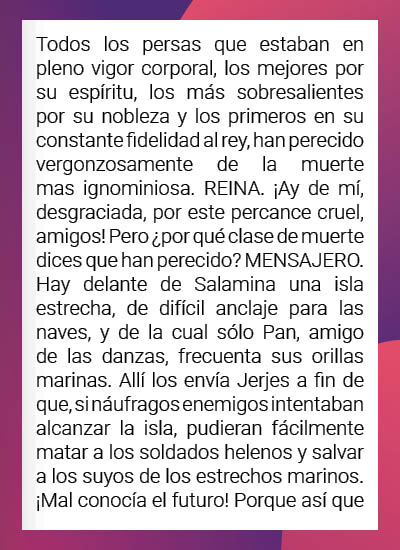 Todos los persas que estaban en
pleno vigor corporal, los mejores por
su espíritu, los más sobresalientes
por su nobleza y los primeros en su
constante fidelidad al rey, han perecido
vergonzosamente de la muerte
mas ignominiosa. REINA. ¡Ay de mí,
desgraciada, por este percance cruel,
amigos! Pero ¿por qué clase de muerte
dices que han perecido? MENSAJERO.
Hay delante de Salamina una isla
estrecha, de difícil anclaje para las
naves, y de la cual sólo Pan, amigo
de las danzas, frecuenta sus orillas
marinas. Allí los envía Jerjes a fin de
que, si náufragos enemigos intentaban
alcanzar la isla, pudieran fácilmente
matar a los soldados helenos y salvar
a los suyos de los estrechos marinos.
¡Mal conocía el futuro! Porque así que